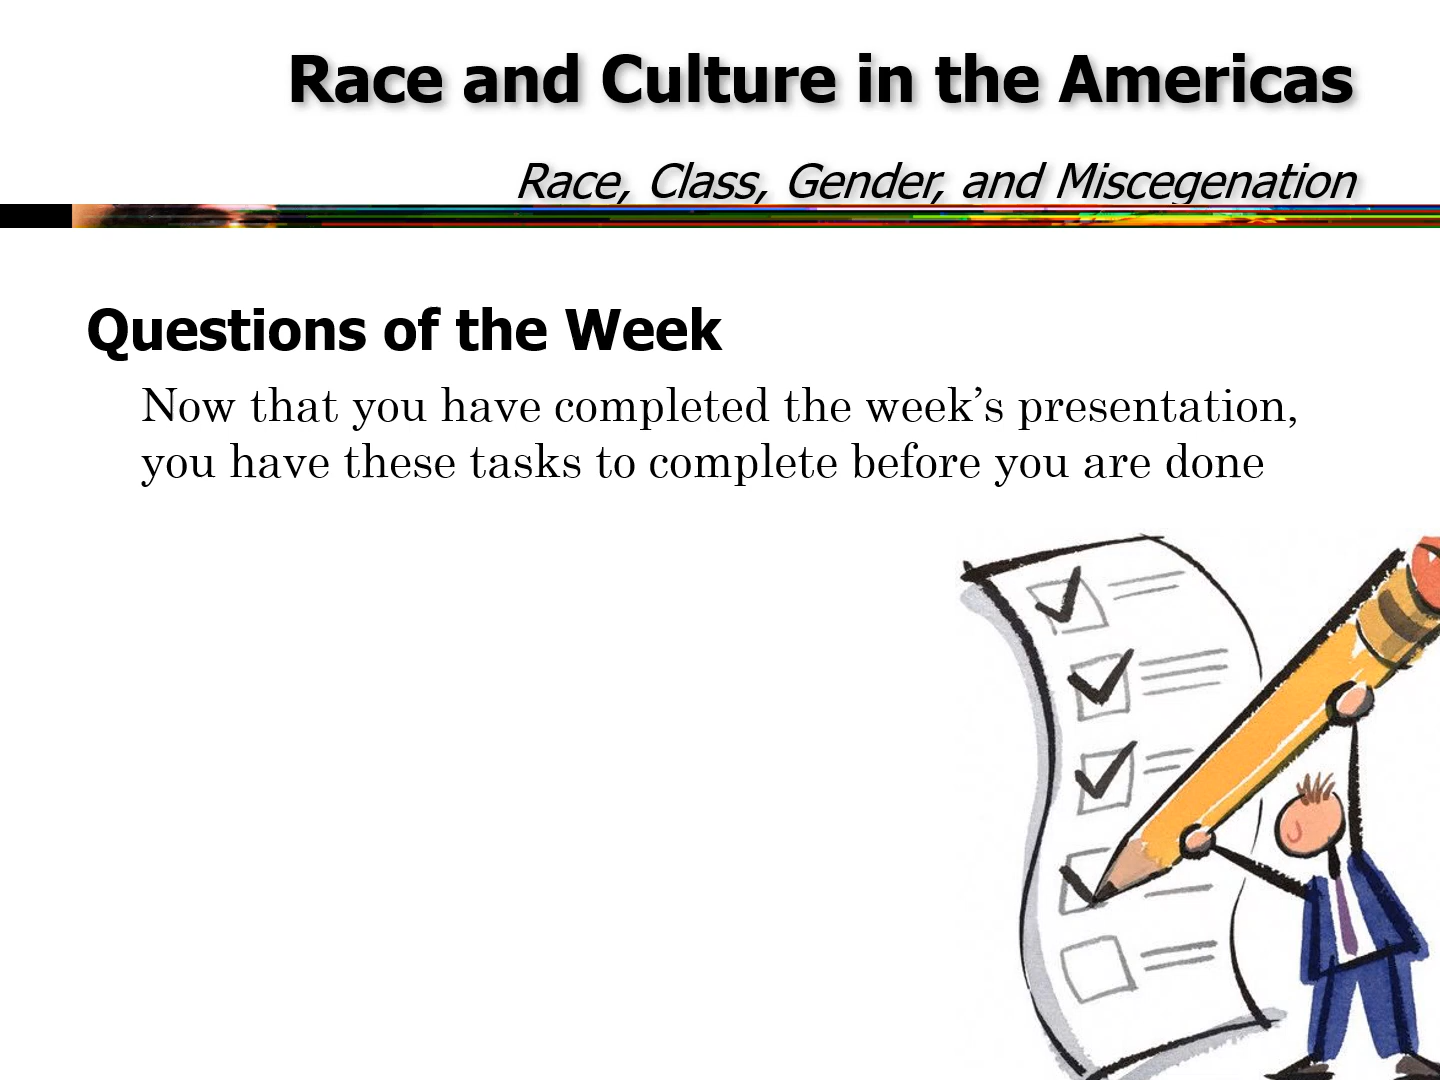 Race and Culture in the Americas
Race, Class, Gender, and Miscegenation
Questions of the Week
Now that you have completed the week’s presentation,
you have these tasks to complete before you are done